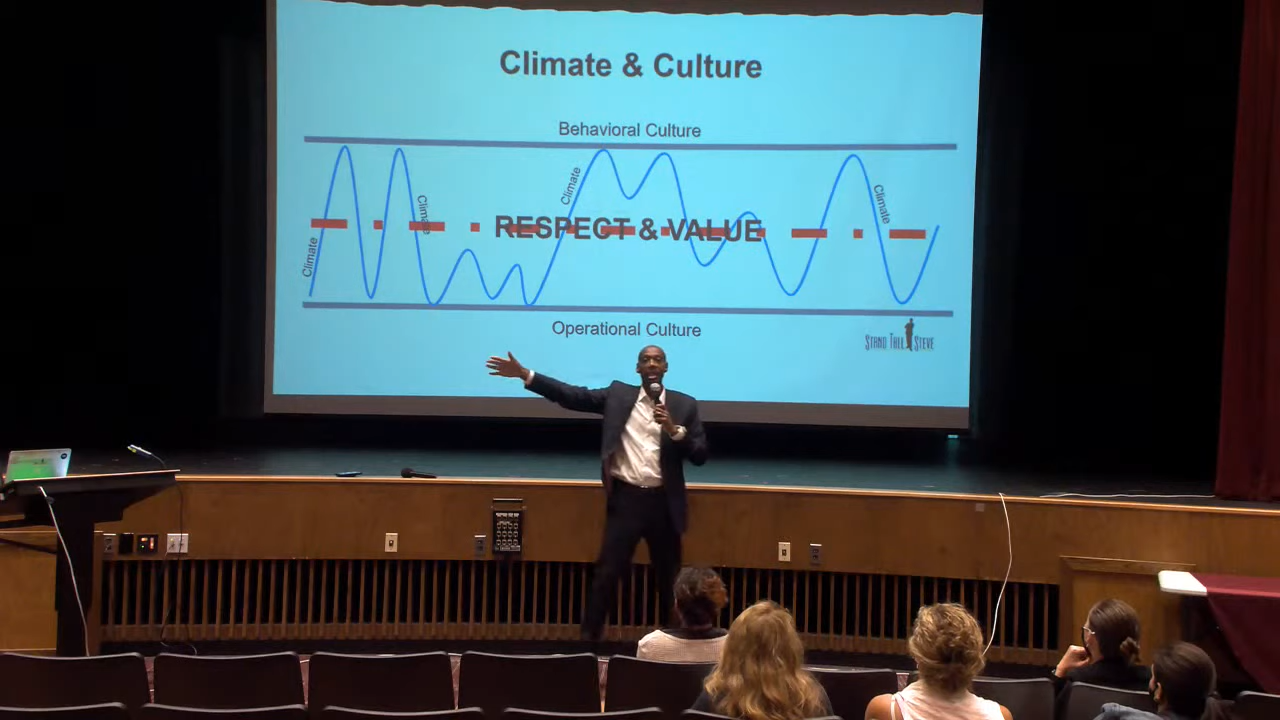 Climate & Culture
Behavioral Culture
Climate
Climate
Climate
Climate
RESPECT & VALUE
Operational Culture
STAND TALL STEVE